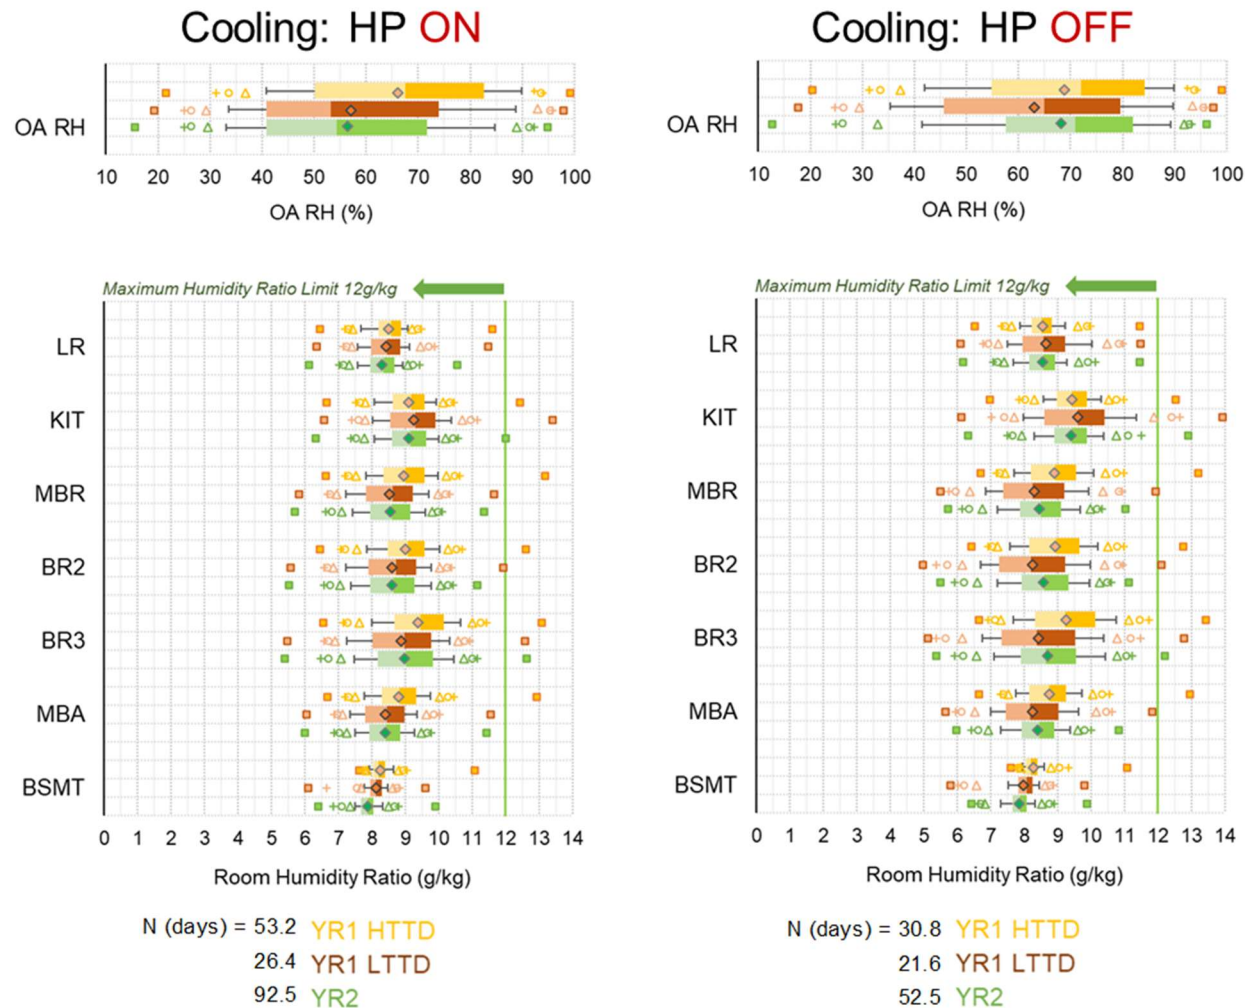 Cooling: HP ON
OA RH
10 20 30 40 50 60 70 80 90 100
OA RH (%)
Maximum Humidity Ratio Limit 12g/kg
LR
KIT
MBR
BR2
BR3
MBA
BSMT
0 1 2 3 4 5 6 7 8 9 10 11 12 13 14
Room Humidity Ratio (g/kg)
N (days) = 53.2 YR1 HTTD
26.4 YR1 LTTD
92.5 YR2
Cooling: HP OFF
OA RH
10 20 30 40 50 60 70 80 90 100
OA RH (%)
Maximum Humidity Ratio Limit 12g/kg
LR
KIT
MBR
BR2
BR3
MBA
BSMT
0 1 2 3 4 5 6 7 8 9 10 11 12 13 14
Room Humidity Ratio (g/kg)
N (days) = 30.8 YR1 HTTD
21.6 YR1 LTTD
52.5 YR2